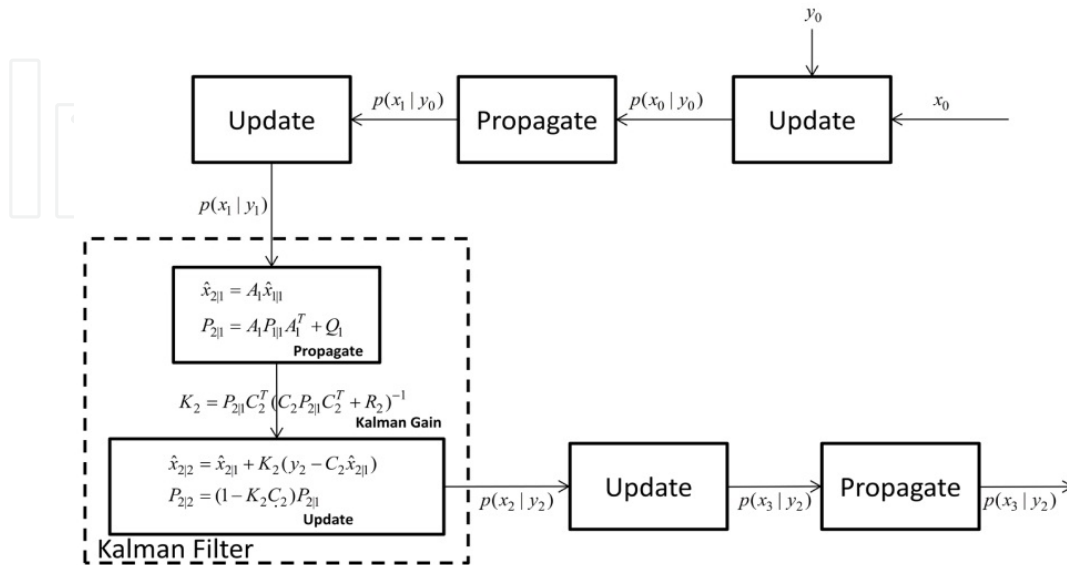 y₀
p(x₁ | y₀)
p(x₀ | y₀)
x₀
Update
Propagate
Update
p(x₁ | y₁)
x̂₂|₁ = A₁x̂₁|₁
P₂|₁ = A₁P₁|₁A₁ᵀ + Q₁
Propagate
K₂ = P₂|₁C₂ᵀ(C₂P₂|₁C₂ᵀ + R₂)⁻¹
Kalman Gain
x̂₂|₂ = x̂₂|₁ + K₂(y₂ − C₂x̂₂|₁)
P₂|₂ = (1 − K₂C₂)P₂|₁
Update
Kalman Filter
p(x₂ | y₂)
Update
p(x₃ | y₂)
Propagate
p(x₃ | y₂)